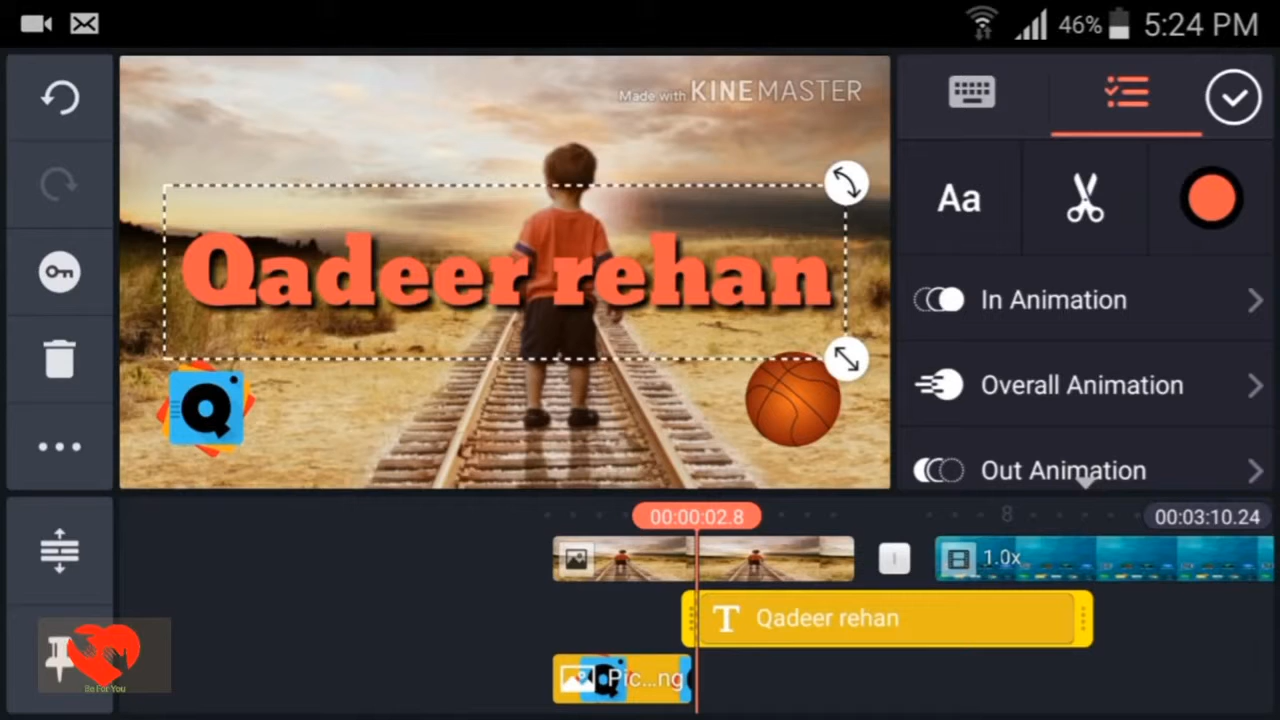 46% 5:24 PM
Made with KINEMASTER
Aa
Qadeer rehan
In Animation
Q
Overall Animation
Out Animation
00:00:02.8
8
00:03:10.24
1.0x
T Qadeer rehan
Q Pic...ng
Be For You